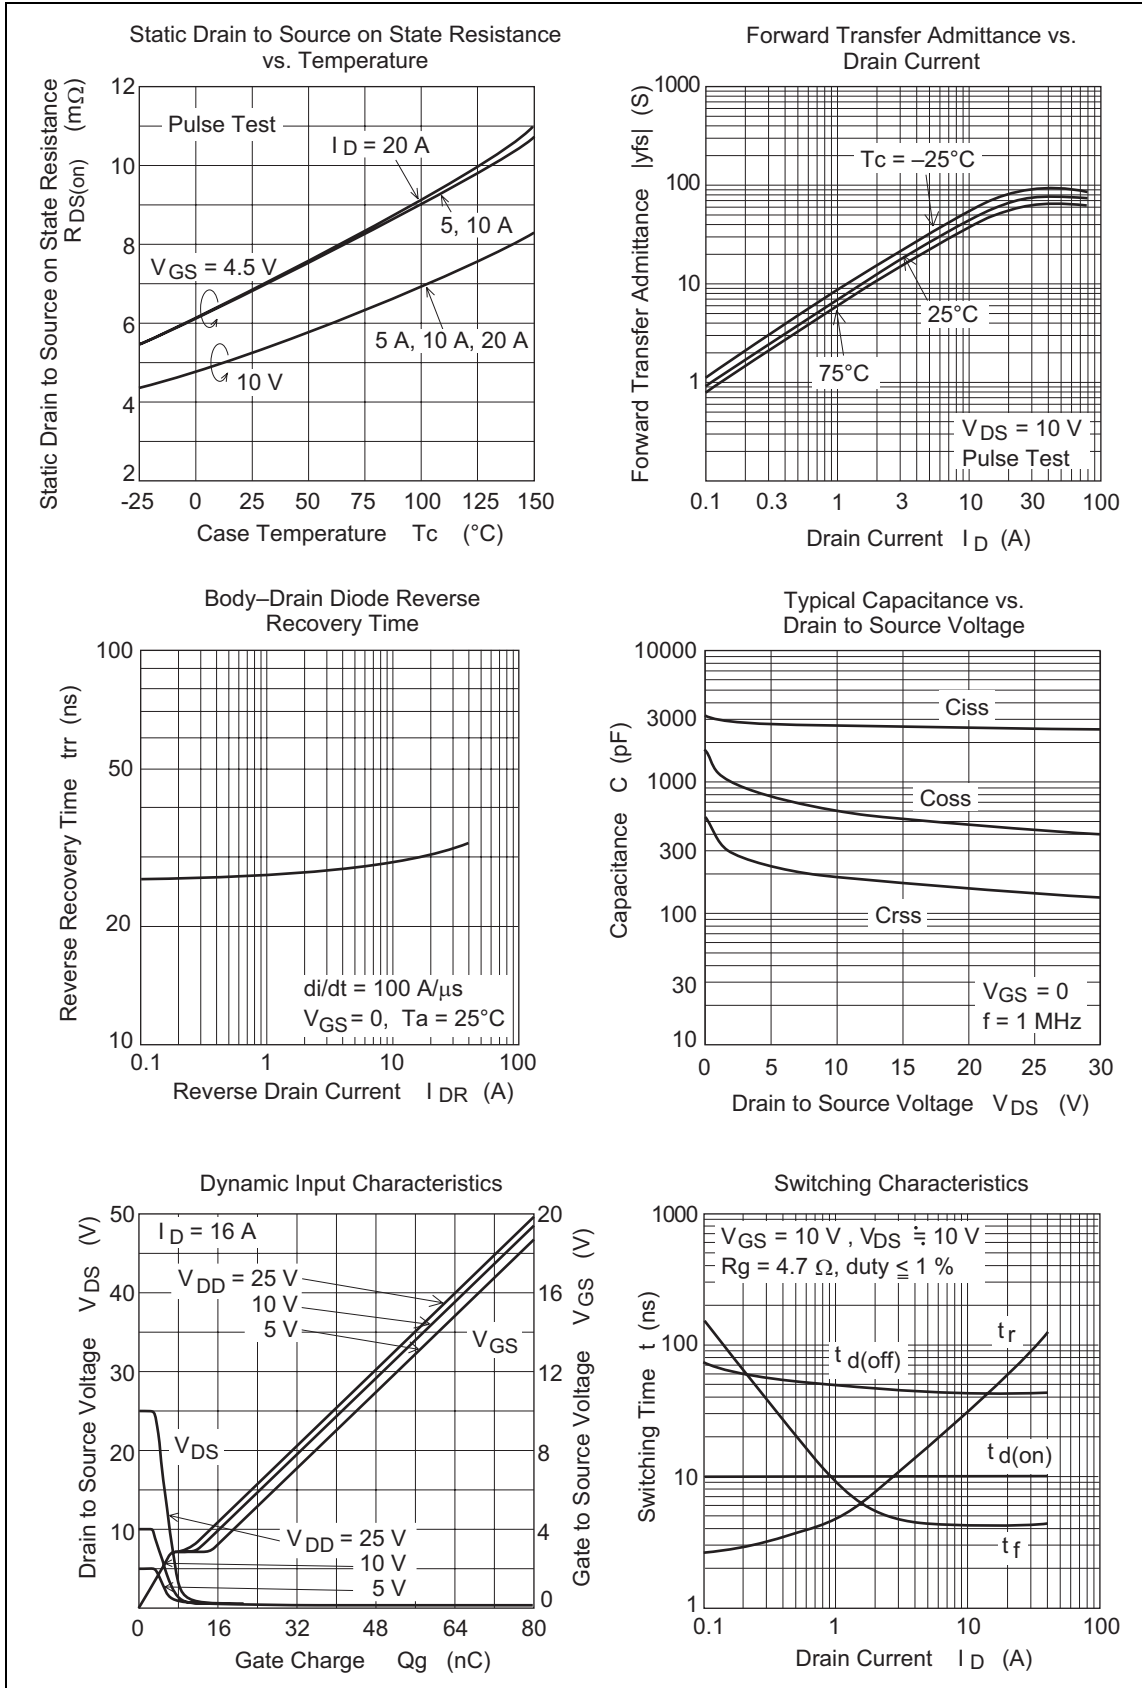 Static Drain to Source on State Resistance
vs. Temperature
Static Drain to Source on State Resistance
R DS(on) (mΩ)
12
10
8
6
4
2
Pulse Test
I D = 20 A
5, 10 A
V GS = 4.5 V
5 A, 10 A, 20 A
10 V
-25 0 25 50 75 100 125 150
Case Temperature Tc (°C)
Forward Transfer Admittance vs.
Drain Current
Forward Transfer Admittance |yfs| (S)
1000
100
10
1
Tc = –25°C
25°C
75°C
V DS = 10 V
Pulse Test
0.1 0.3 1 3 10 30 100
Drain Current I D (A)
Body–Drain Diode Reverse
Recovery Time
Reverse Recovery Time trr (ns)
100
50
20
10
di/dt = 100 A/μs
V GS = 0, Ta = 25°C
0.1 1 10 100
Reverse Drain Current I DR (A)
Typical Capacitance vs.
Drain to Source Voltage
Capacitance C (pF)
10000
3000
1000
300
100
30
10
Ciss
Coss
Crss
V GS = 0
f = 1 MHz
0 5 10 15 20 25 30
Drain to Source Voltage V DS (V)
Dynamic Input Characteristics
Drain to Source Voltage V DS (V)
50
40
30
20
10
I D = 16 A
V DD = 25 V
10 V
5 V
V GS
V DS
V DD = 25 V
10 V
5 V
20
16
12
8
4
0
Gate to Source Voltage V GS (V)
0 16 32 48 64 80
Gate Charge Qg (nC)
Switching Characteristics
Switching Time t (ns)
1000
100
10
1
V GS = 10 V , V DS ≒ 10 V
Rg = 4.7 Ω, duty ≦ 1 %
t r
t d(off)
t d(on)
t f
0.1 1 10 100
Drain Current I D (A)